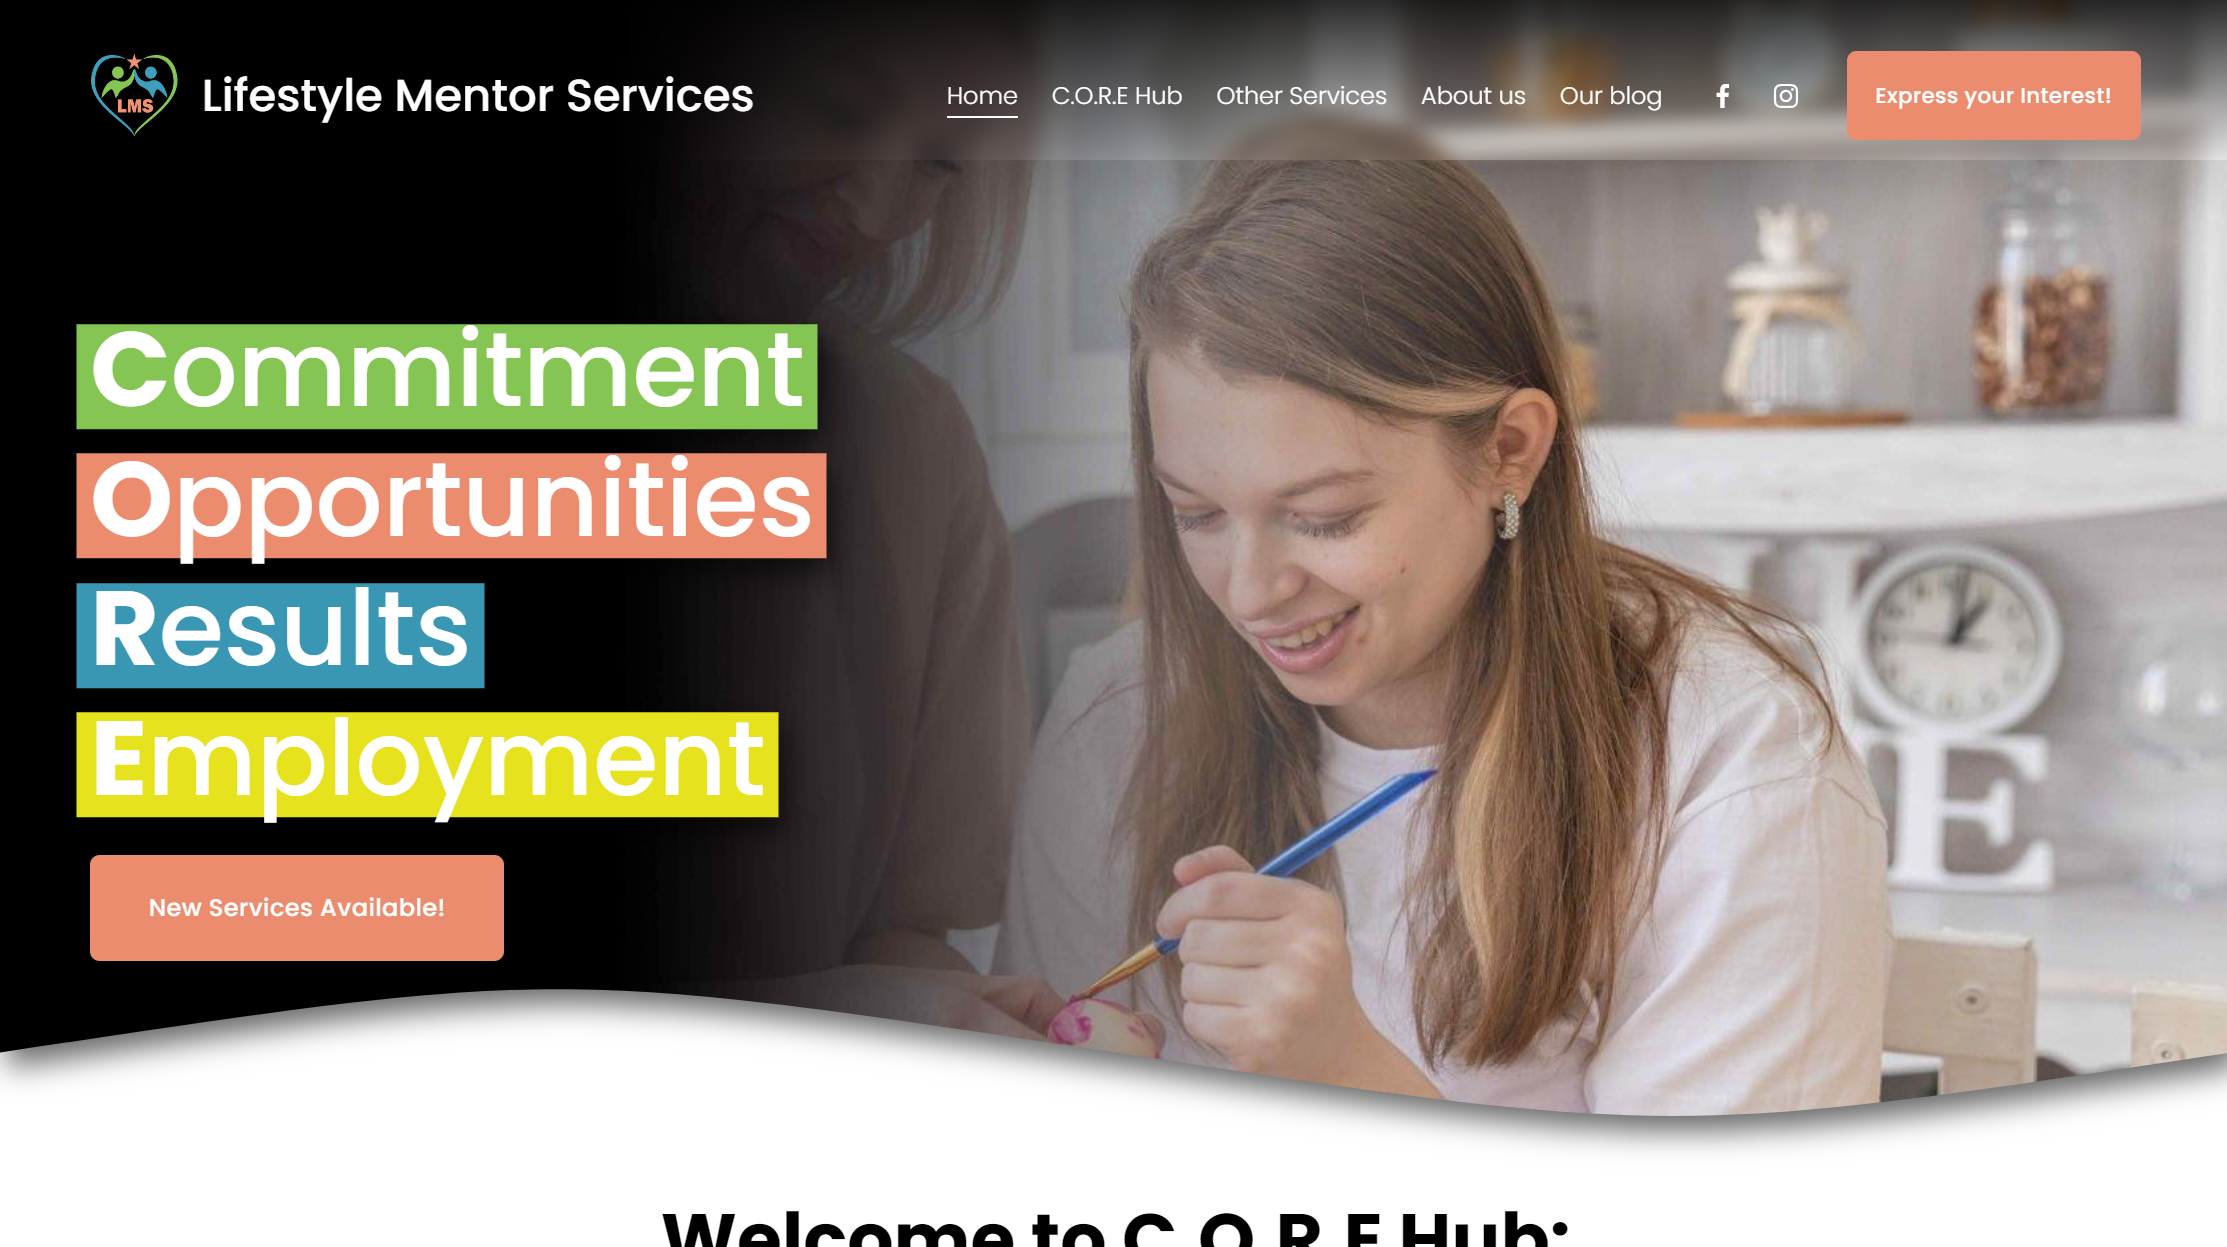 LMS
Lifestyle Mentor Services
Home
C.O.R.E Hub
Other Services
About us
Our blog
Express your Interest!
Commitment
Opportunities
Results
Employment
New Services Available!
Welcome to C.O.R.E Hub: